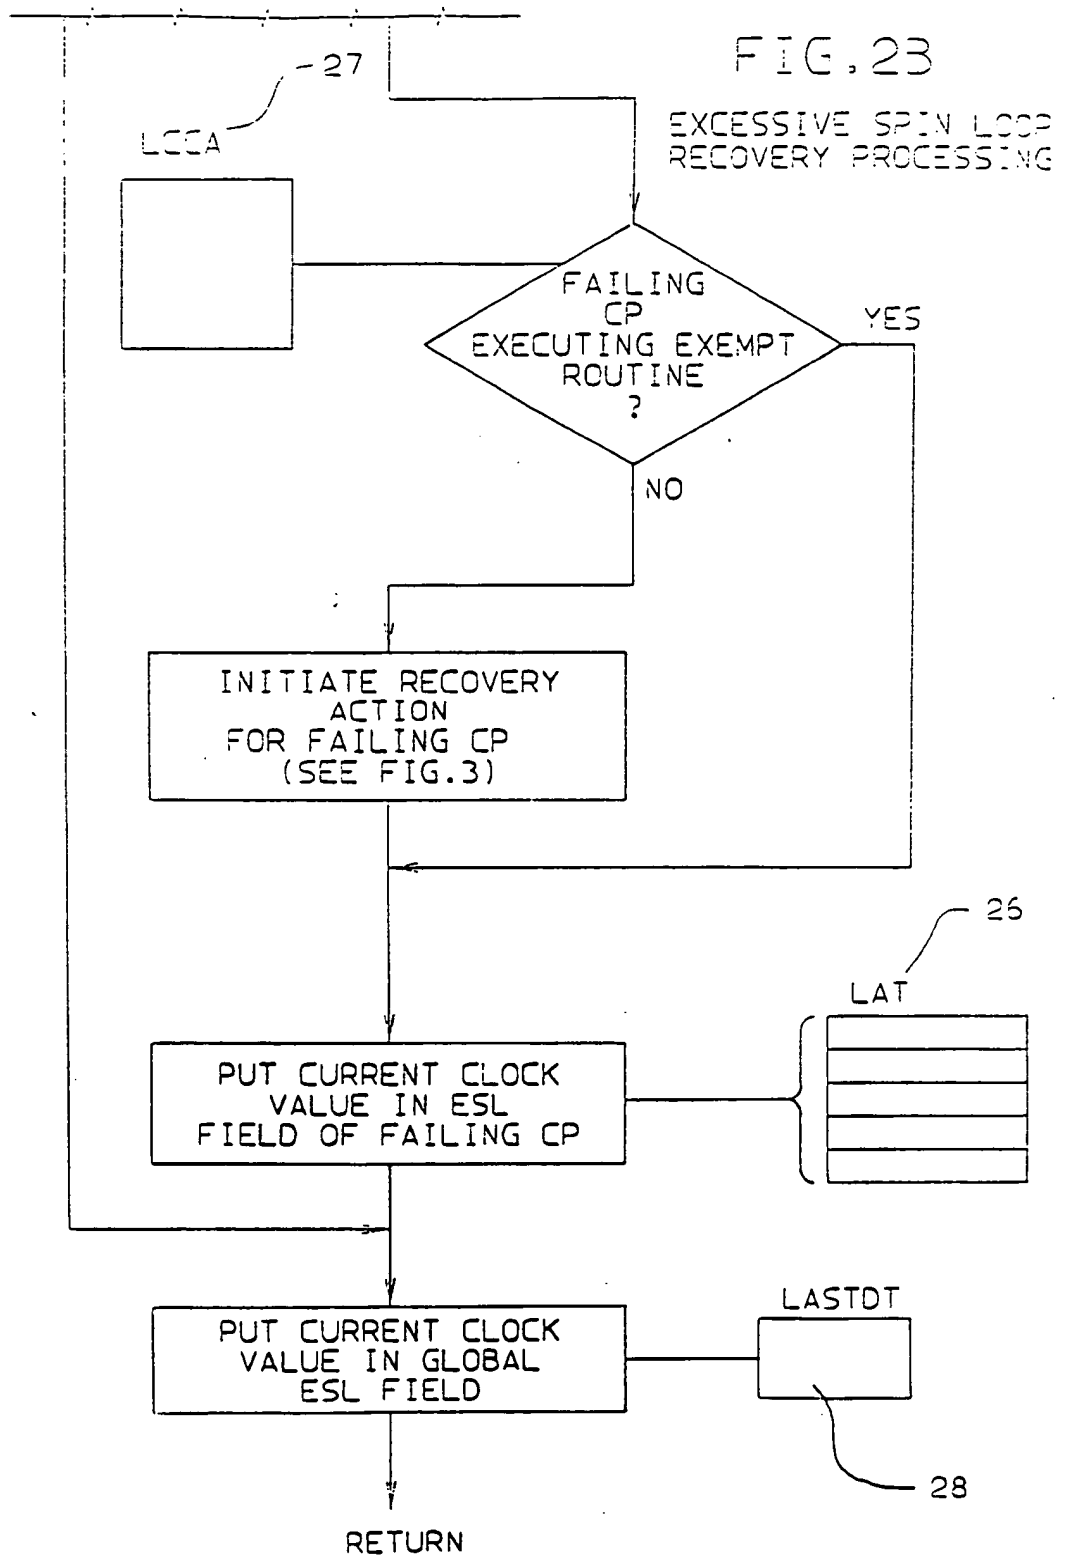 FIG.2B
27
EXCESSIVE SPIN LOOP
RECOVERY PROCESSING
LCCA
FAILING
CP
EXECUTING EXEMPT
ROUTINE
?
YES
NO
INITIATE RECOVERY
ACTION
FOR FAILING CP
(SEE FIG.3)
26
LAT
PUT CURRENT CLOCK
VALUE IN ESL
FIELD OF FAILING CP
LASTDT
PUT CURRENT CLOCK
VALUE IN GLOBAL
ESL FIELD
28
RETURN